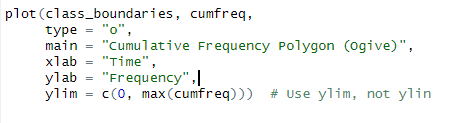 plot(class_boundaries, cumfreq,
type = "o",
main = "Cumulative Frequency Polygon (Ogive)",
xlab = "Time",
ylab = "Frequency",
ylim = c(0, max(cumfreq)))  # Use ylim, not ylin